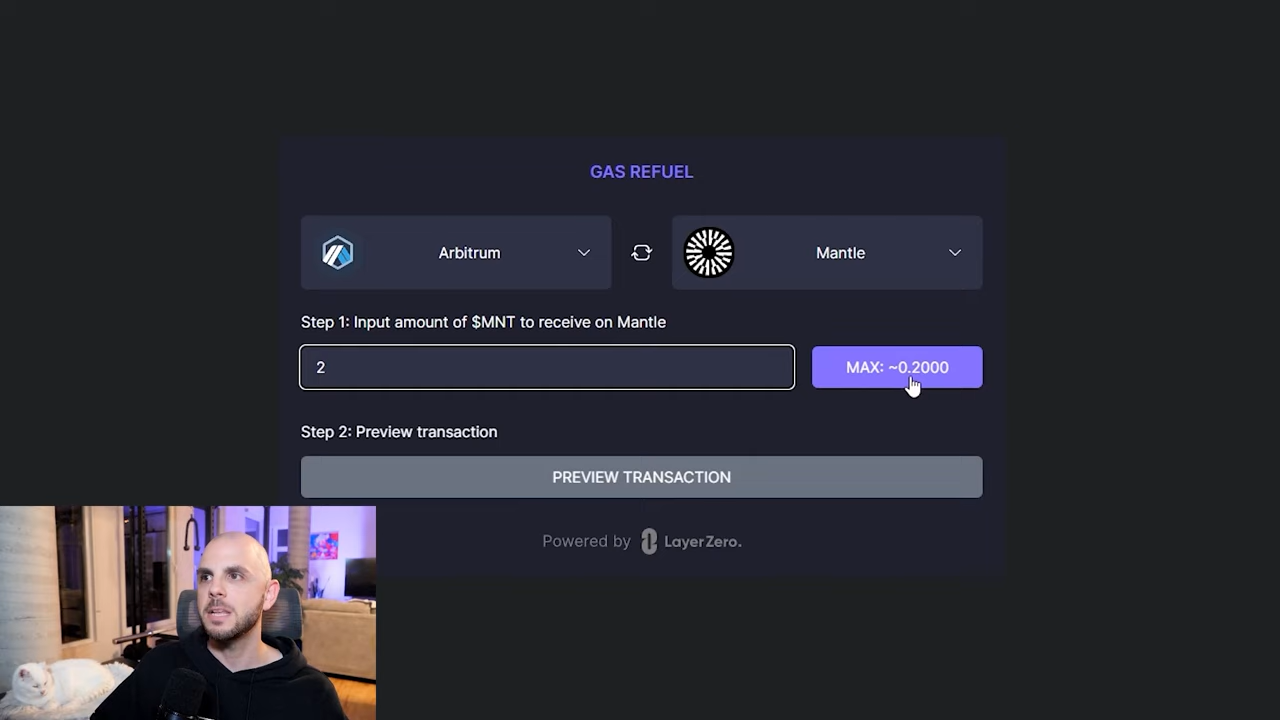 GAS REFUEL
Arbitrum
Mantle
Step 1: Input amount of $MNT to receive on Mantle
2
MAX: ~0.2000
Step 2: Preview transaction
PREVIEW TRANSACTION
Powered by LayerZero.